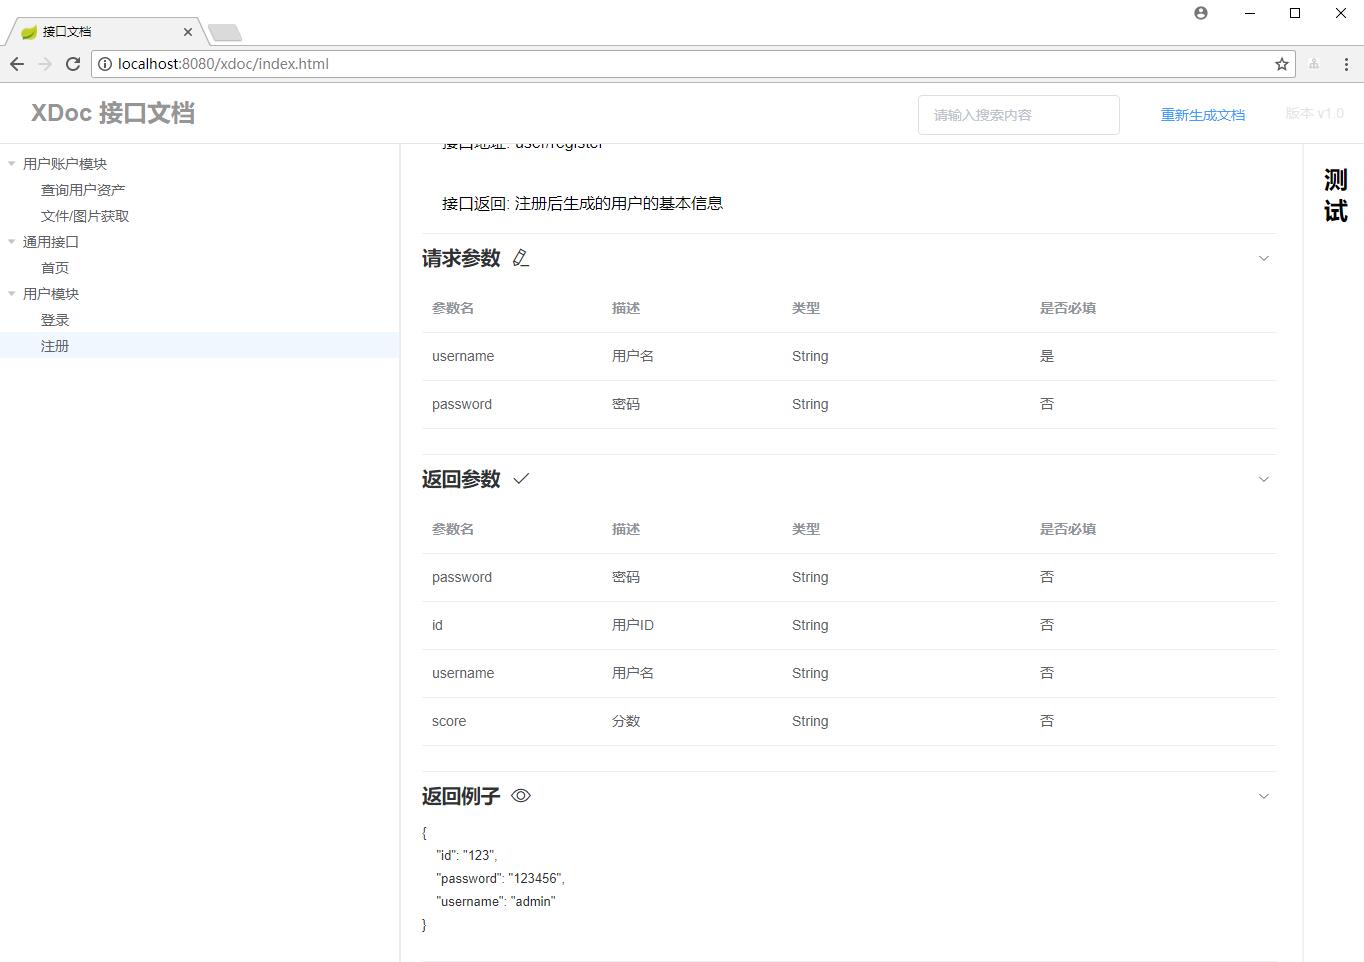 接口文档
localhost:8080/xdoc/index.html
XDoc 接口文档
请输入搜索内容
重新生成文档
版本 v1.0
用户账户模块
查询用户资产
文件/图片获取
通用接口
首页
用户模块
登录
注册
接口地址: user/register
接口返回: 注册后生成的用户的基本信息
请求参数
参数名 描述 类型 是否必填
username 用户名 String 是
password 密码 String 否
返回参数
参数名 描述 类型 是否必填
password 密码 String 否
id 用户ID String 否
username 用户名 String 否
score 分数 String 否
返回例子
{
"id": "123",
"password": "123456",
"username": "admin"
}
测
试